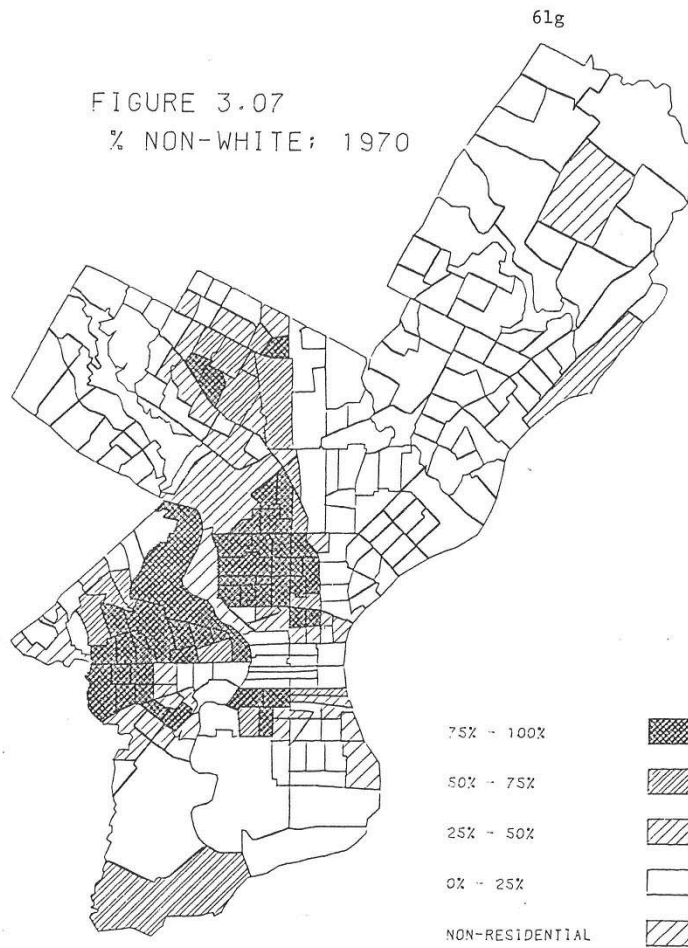 61g
FIGURE 3.07
% NON-WHITE; 1970
75% - 100%
50% - 75%
25% - 50%
0% - 25%
NON-RESIDENTIAL